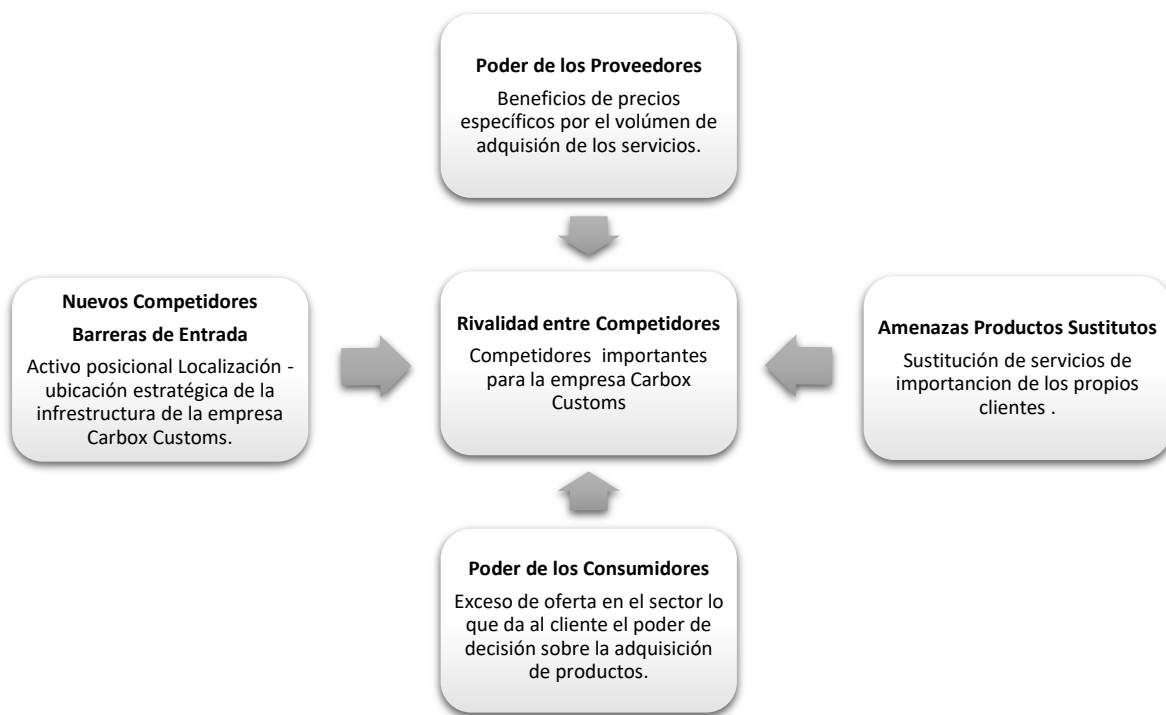 Poder de los Proveedores
Beneficios de precios
específicos por el volúmen de
adquisión de los servicios.
Nuevos Competidores
Barreras de Entrada
Activo posicional Localización -
ubicación estratégica de la
infrestructura de la empresa
Carbox Customs.
Rivalidad entre Competidores
Competidores importantes
para la empresa Carbox
Customs
Amenazas Productos Sustitutos
Sustitución de servicios de
importancion de los propios
clientes .
Poder de los Consumidores
Exceso de oferta en el sector lo
que da al cliente el poder de
decisión sobre la adquisición
de productos.